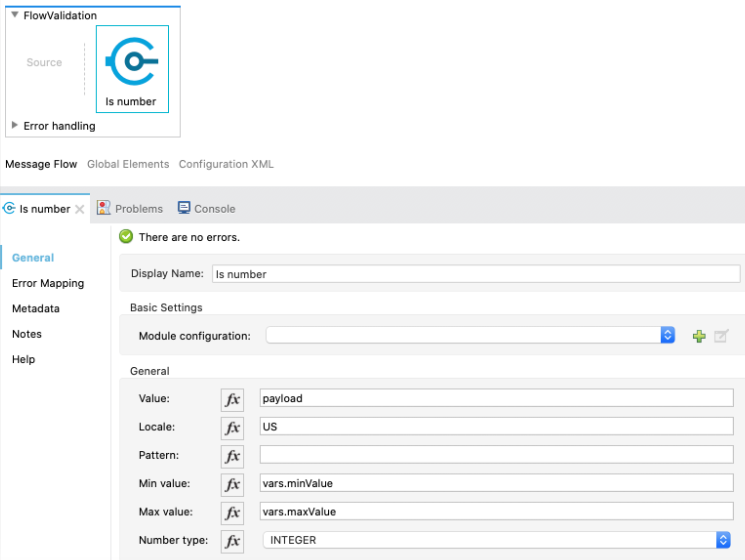 FlowValidation
Source
Is number
Error handling
Message Flow Global Elements Configuration XML
Is number Problems Console
There are no errors.
General
Error Mapping
Metadata
Notes
Help
Display Name: Is number
Basic Settings
Module configuration:
General
Value: fx payload
Locale: fx US
Pattern: fx
Min value: fx vars.minValue
Max value: fx vars.maxValue
Number type: fx INTEGER